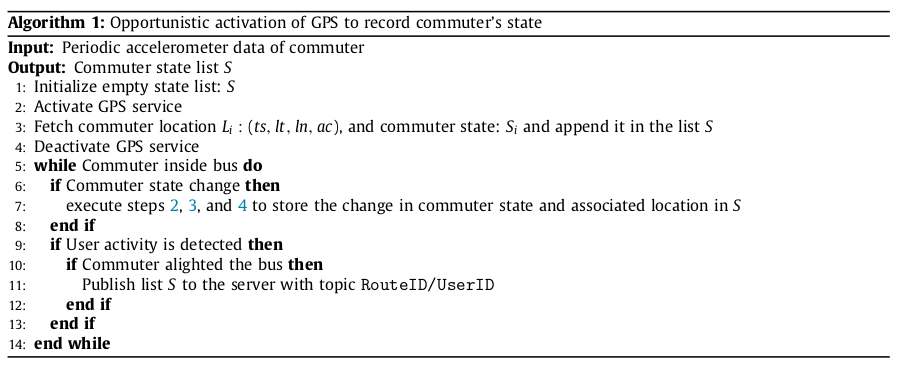 Algorithm 1: Opportunistic activation of GPS to record commuter's state
Input: Periodic accelerometer data of commuter
Output: Commuter state list S
1: Initialize empty state list: S
2: Activate GPS service
3: Fetch commuter location Li : (ts, lt, ln, ac), and commuter state: Si and append it in the list S
4: Deactivate GPS service
5: while Commuter inside bus do
6: if Commuter state change then
7: execute steps 2, 3, and 4 to store the change in commuter state and associated location in S
8: end if
9: if User activity is detected then
10: if Commuter alighted the bus then
11: Publish list S to the server with topic RouteID/UserID
12: end if
13: end if
14: end while